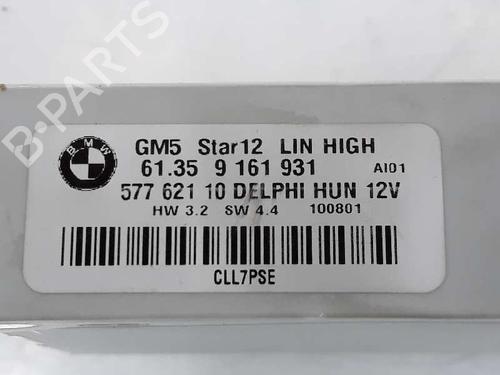 BMW
GM5 Star12 LIN HIGH
61.35 9 161 931 AI01
577 621 10 DELPHI HUN 12V
HW 3.2 SW 4.4 100801
CLL7PSE
B-PARTS